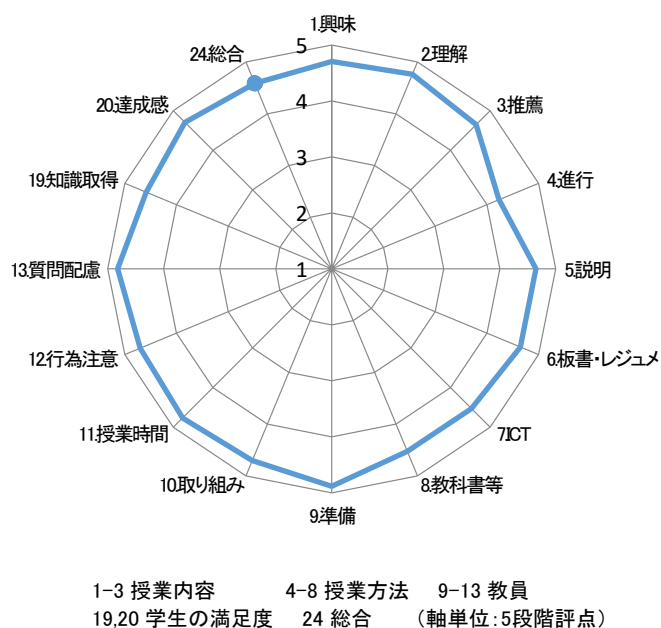 1.興味
2.理解
3.推薦
4.進行
5.説明
6.板書・レジュメ
7.ICT
8.教科書等
9.準備
10.取り組み
11.授業時間
12.行為注意
13.質問配慮
19.知識取得
20.達成感
24.総合
5
4
3
2
1
1-3 授業内容 4-8 授業方法 9-13 教員
19,20 学生の満足度 24 総合 （軸単位:5段階評点）